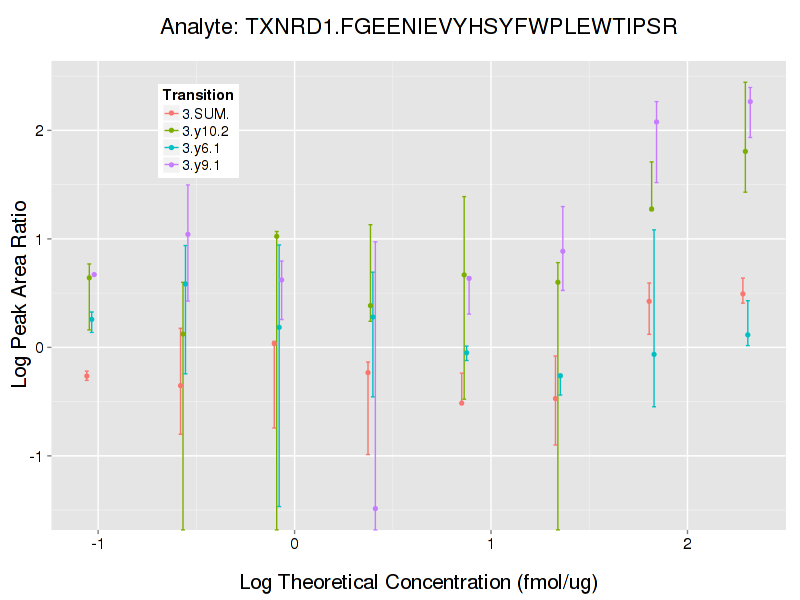 Analyte: TXNRD1.FGEENIEVYHSYFWPLEWTIPSR
Transition
3.SUM.
3.y10.2
3.y6.1
3.y9.1
Log Peak Area Ratio
2
1
0
-1
-1 0 1 2
Log Theoretical Concentration (fmol/ug)